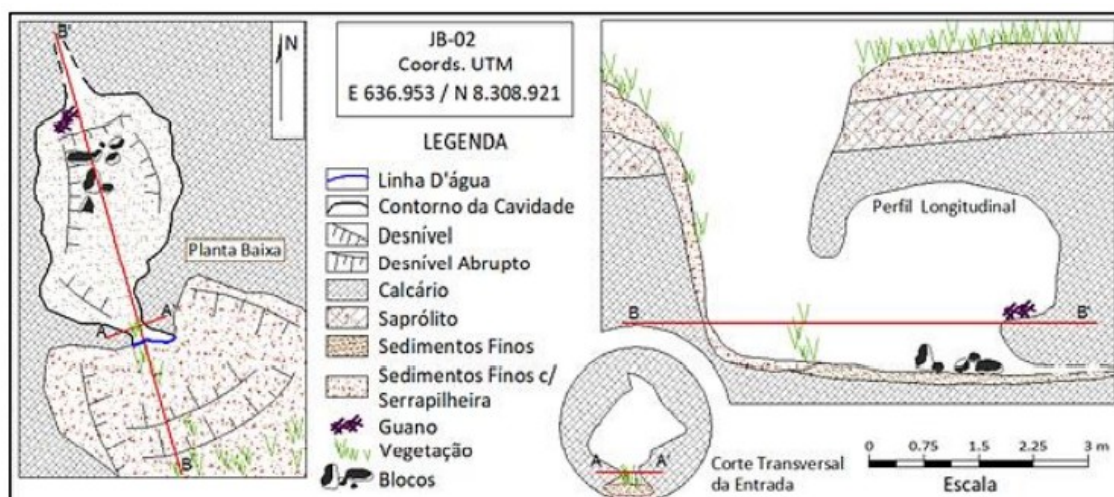 B'
N
A
A'
Planta Baixa
B
JB-02
Coords. UTM
E 636.953 / N 8.308.921
LEGENDA
Linha D'água
Contorno da Cavidade
Desnível
Desnível Abrupto
Calcário
Saprólito
Sedimentos Finos
Sedimentos Finos c/
Serrapilheira
Guano
Vegetação
Blocos
Perfil Longitudinal
B
B'
A
A'
Corte Transversal
da Entrada
0 0.75 1.5 2.25 3 m
Escala